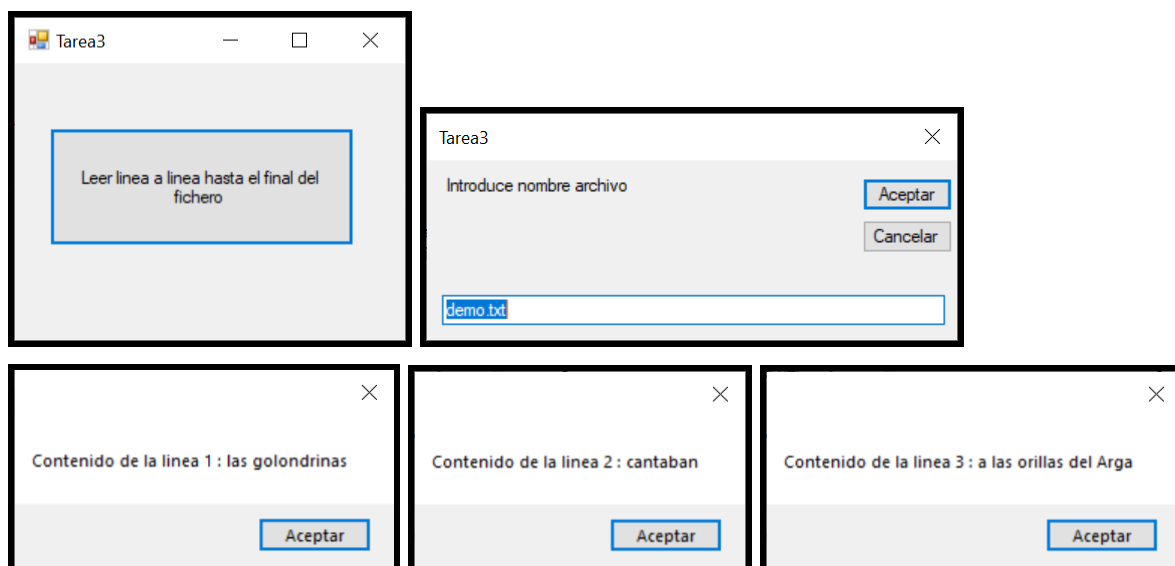 Tarea3
Leer linea a linea hasta el final del
fichero
Tarea3
Introduce nombre archivo
Aceptar
Cancelar
demo.txt
Contenido de la linea 1 : las golondrinas
Aceptar
Contenido de la linea 2 : cantaban
Aceptar
Contenido de la linea 3 : a las orillas del Arga
Aceptar